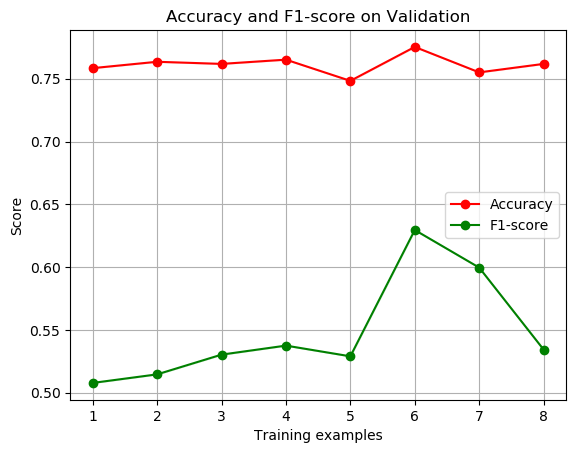 Accuracy and F1-score on Validation
Score
0.75
0.70
0.65
0.60
0.55
0.50
Accuracy
F1-score
1 2 3 4 5 6 7 8
Training examples